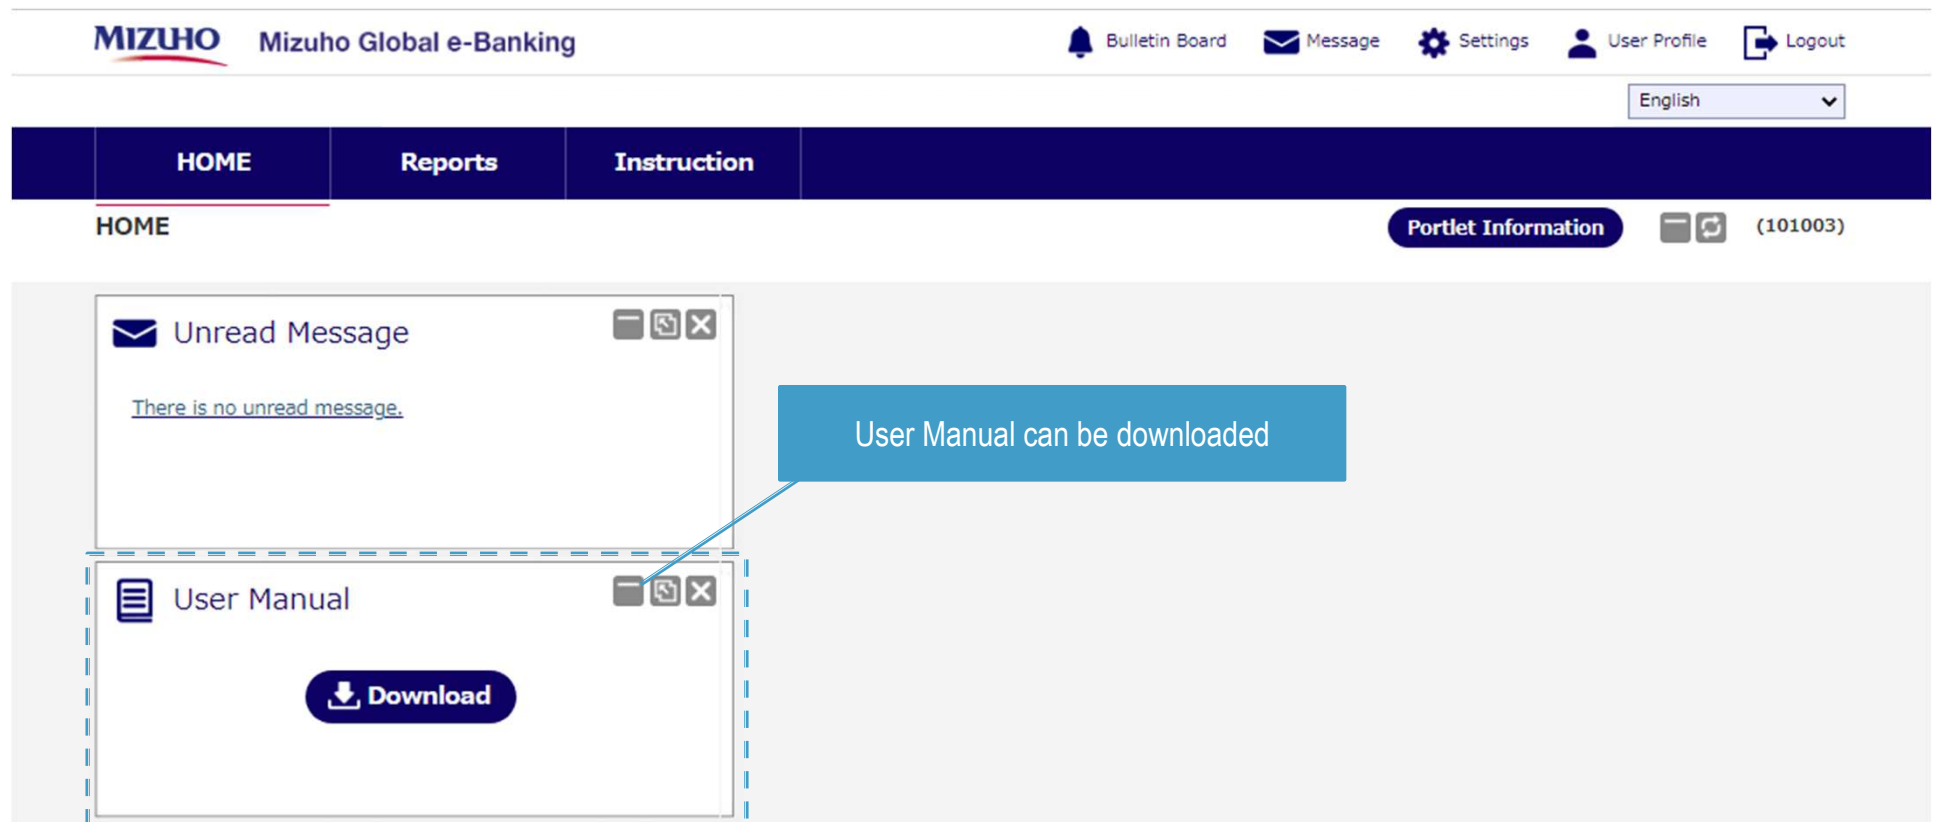 MIZUHO Mizuho Global e-Banking Bulletin Board Message Settings User Profile Logout
English
HOME Reports Instruction
HOME Portlet Information (101003)
Unread Message
There is no unread message.
User Manual can be downloaded
User Manual
Download